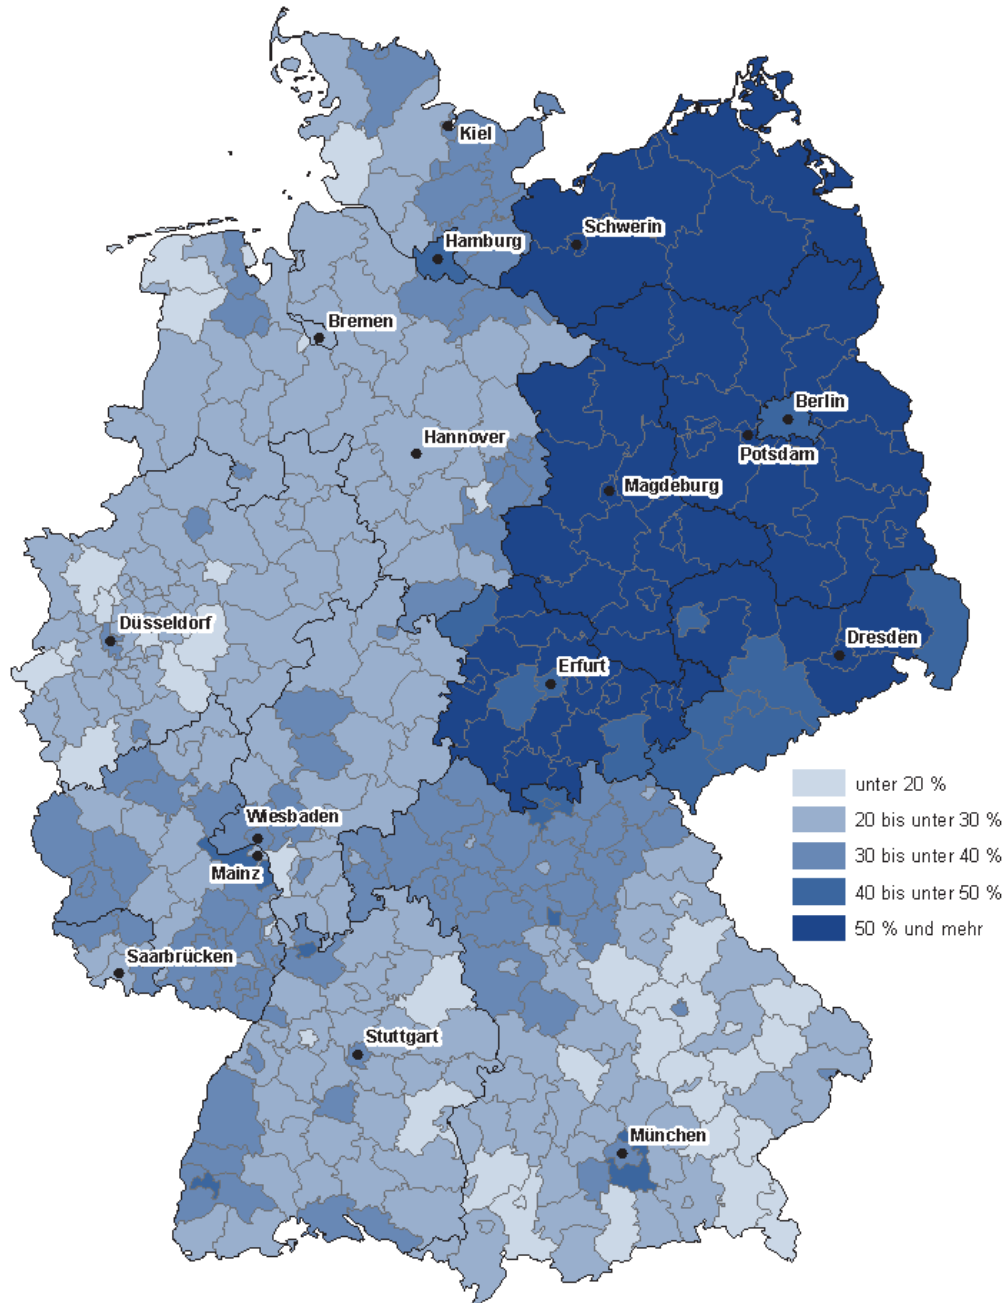 Kiel
Schwerin
Hamburg
Bremen
Berlin
Hannover
Potsdam
Magdeburg
Düsseldorf
Dresden
Erfurt
unter 20 %
20 bis unter 30 %
30 bis unter 40 %
40 bis unter 50 %
50 % und mehr
Wiesbaden
Mainz
Saarbrücken
Stuttgart
München